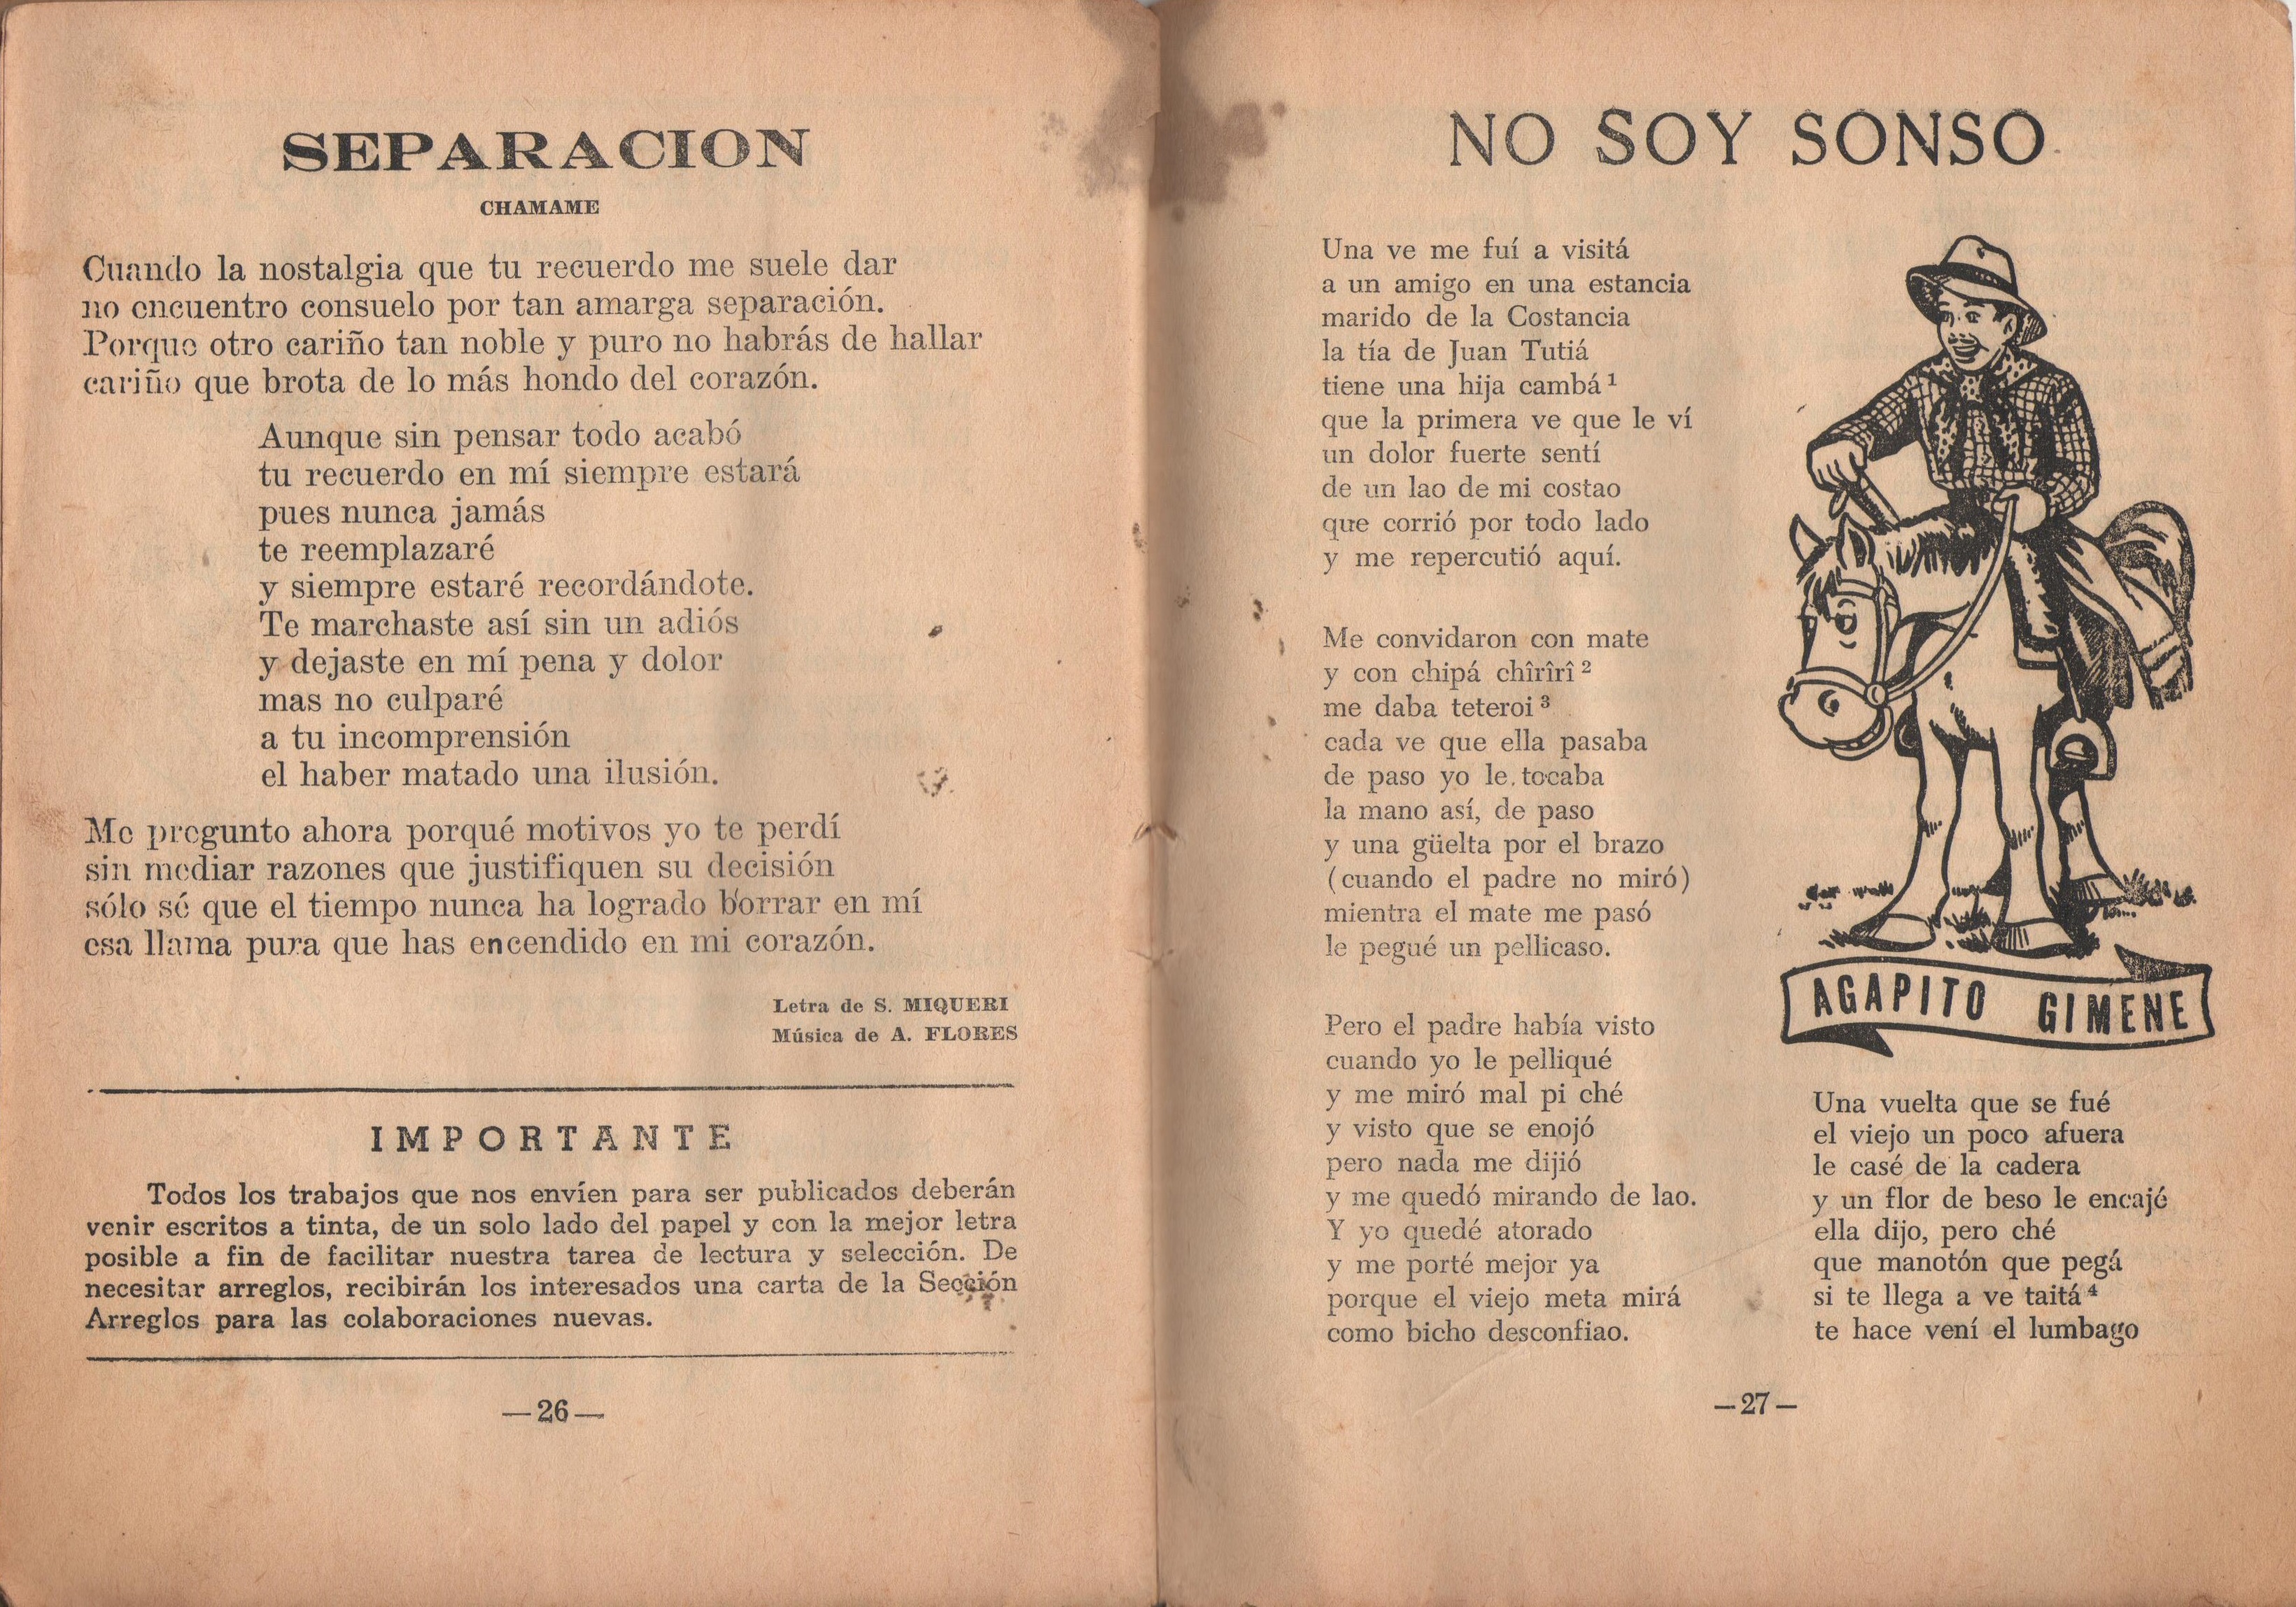 SEPARACION
CHAMAME
Cuando la nostalgia que tu recuerdo me suele dar
no encuentro consuelo por tan amarga separación.
Porque otro cariño tan noble y puro no habrás de hallar
cariño que brota de lo más hondo del corazón.
Aunque sin pensar todo acabó
tu recuerdo en mí siempre estará
pues nunca jamás
te reemplazaré
y siempre estaré recordándote.
Te marchaste así sin un adiós
y dejaste en mí pena y dolor
mas no culparé
a tu incomprensión
el haber matado una ilusión.
Me pregunto ahora porqué motivos yo te perdí
sin mediar razones que justifiquen su decisión
sólo sé que el tiempo nunca ha logrado borrar en mí
esa llama pura que has encendido en mi corazón.
Letra de S. MIQUERI
Música de A. FLORES
IMPORTANTE
Todos los trabajos que nos envíen para ser publicados deberán
venir escritos a tinta, de un solo lado del papel y con la mejor letra
posible a fin de facilitar nuestra tarea de lectura y selección. De
necesitar arreglos, recibirán los interesados una carta de la Sección
Arreglos para las colaboraciones nuevas.
—26—
NO SOY SONSO
Una ve me fuí a visitá
a un amigo en una estancia
marido de la Costancia
la tía de Juan Tutiá
tiene una hija cambá¹
que la primera ve que le ví
un dolor fuerte sentí
de un lao de mi costao
que corrió por todo lado
y me repercutió aquí.
Me convidaron con mate
y con chipá chîrîrî²
me daba teteroi³
cada ve que ella pasaba
de paso yo le tocaba
la mano así, de paso
y una güelta por el brazo
(cuando el padre no miró)
mientra el mate me pasó
le pegué un pellicaso.
Pero el padre había visto
cuando yo le pelliqué
y me miró mal pi ché
y visto que se enojó
pero nada me dijió
y me quedó mirando de lao.
Y yo quedé atorado
y me porté mejor ya
porque el viejo meta mirá
como bicho desconfiao.
AGAPITO GIMENE
Una vuelta que se fué
el viejo un poco afuera
le casé de la cadera
y un flor de beso le encajé
ella dijo, pero ché
que manotón que pegá
si te llega a ve taitá⁴
te hace vení el lumbago
—27—